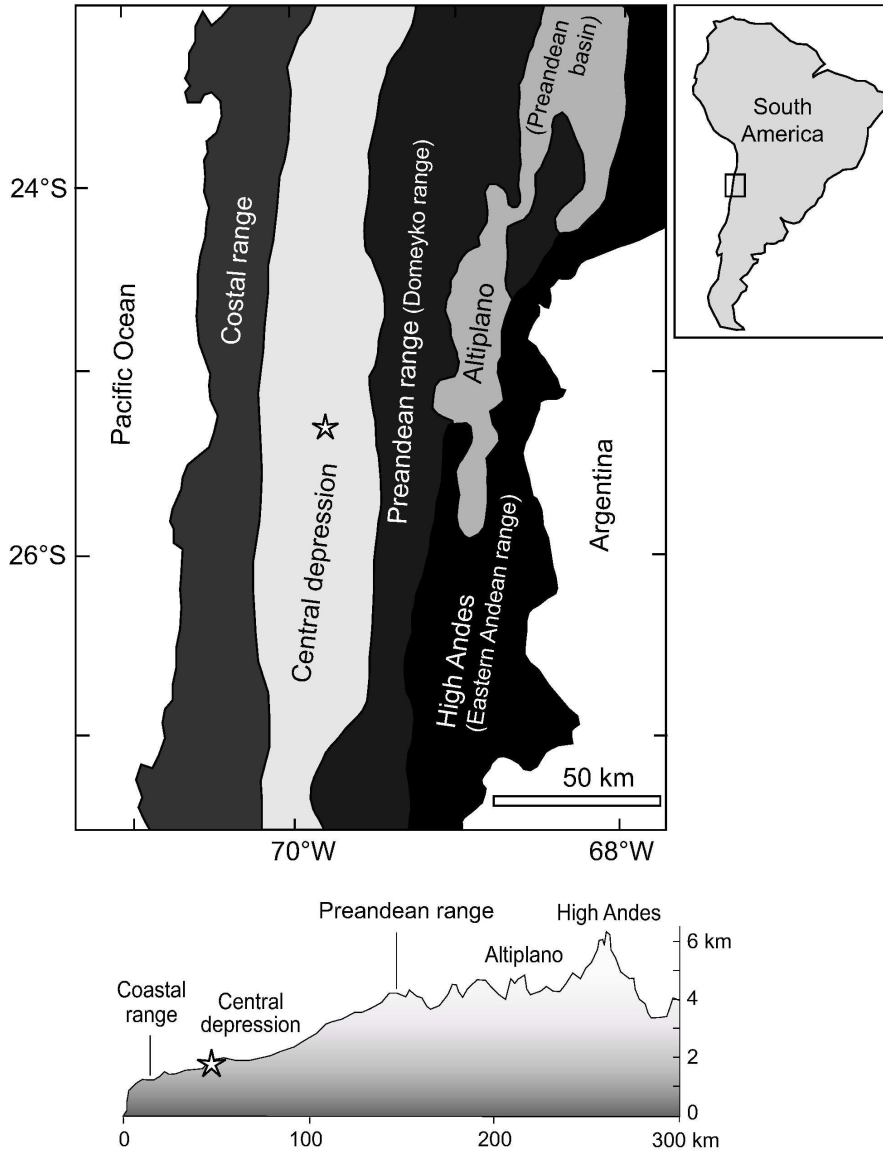 (Preandean
basin)
South
America
24°S
Costal range
Preandean range (Domeyko range)
Pacific Ocean
Altiplano
Central depression
Argentina
26°S
High Andes
(Eastern Andean range)
50 km
70°W
68°W
Preandean range
High Andes
6 km
Altiplano
Coastal
range
Central
depression
4
2
0
0
100
200
300 km